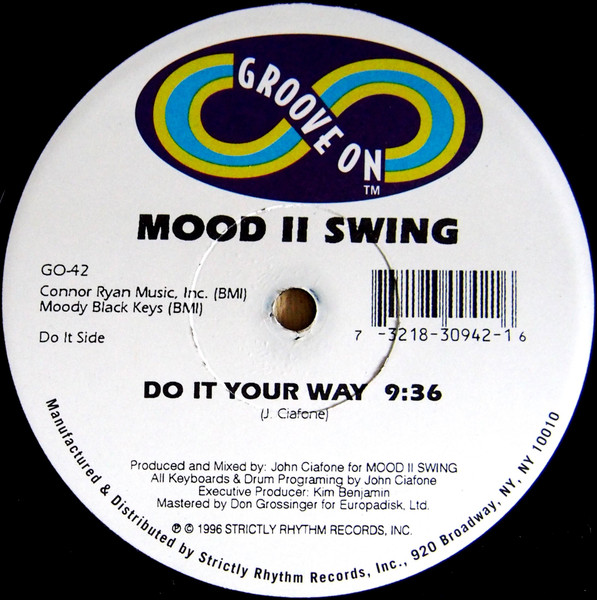 GROOVE ON
TM
MOOD II SWING
GO-42
Connor Ryan Music, Inc. (BMI)
Moody Black Keys (BMI)
Do It Side
7 -3218-30942-1 6
DO IT YOUR WAY 9:36
(J. Ciafone)
Produced and Mixed by: John Ciafone for MOOD II SWING
All Keyboards & Drum Programing by John Ciafone
Executive Producer: Kim Benjamin
Mastered by Don Grossinger for Europadisk, Ltd.
℗ © 1996 STRICTLY RHYTHM RECORDS, INC.
Manufactured & Distributed by Strictly Rhythm Records, Inc., 920 Broadway, NY, NY 10010